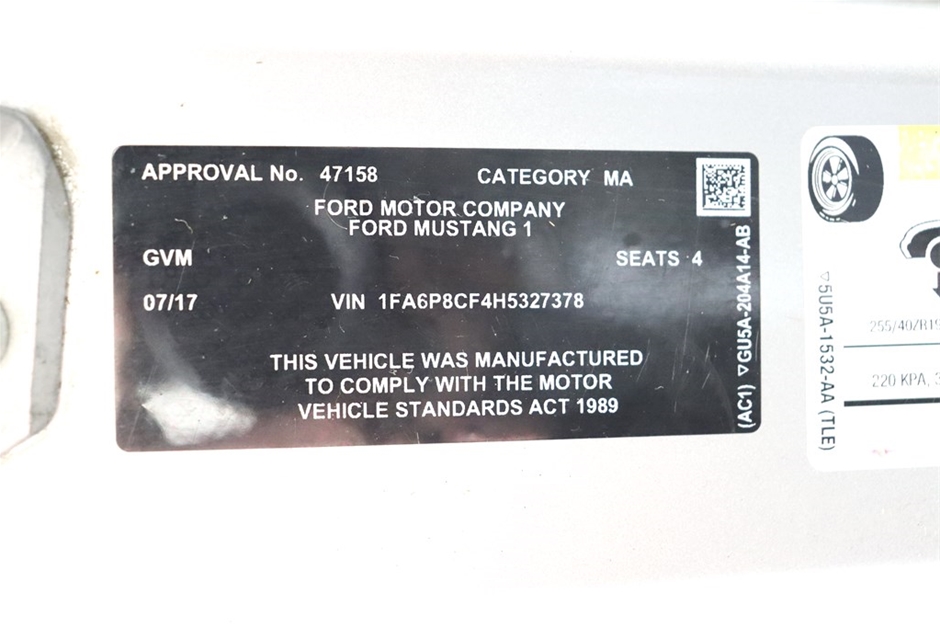 APPROVAL No. 47158 CATEGORY MA
FORD MOTOR COMPANY
FORD MUSTANG 1
GVM SEATS 4
07/17 VIN 1FA6P8CF4H5327378
THIS VEHICLE WAS MANUFACTURED
TO COMPLY WITH THE MOTOR
VEHICLE STANDARDS ACT 1989
(AC1) ▽GU5A-204A14-AB
▽5U5A-1532-AA (TLE)
255/40/R19
220 KPA, 3